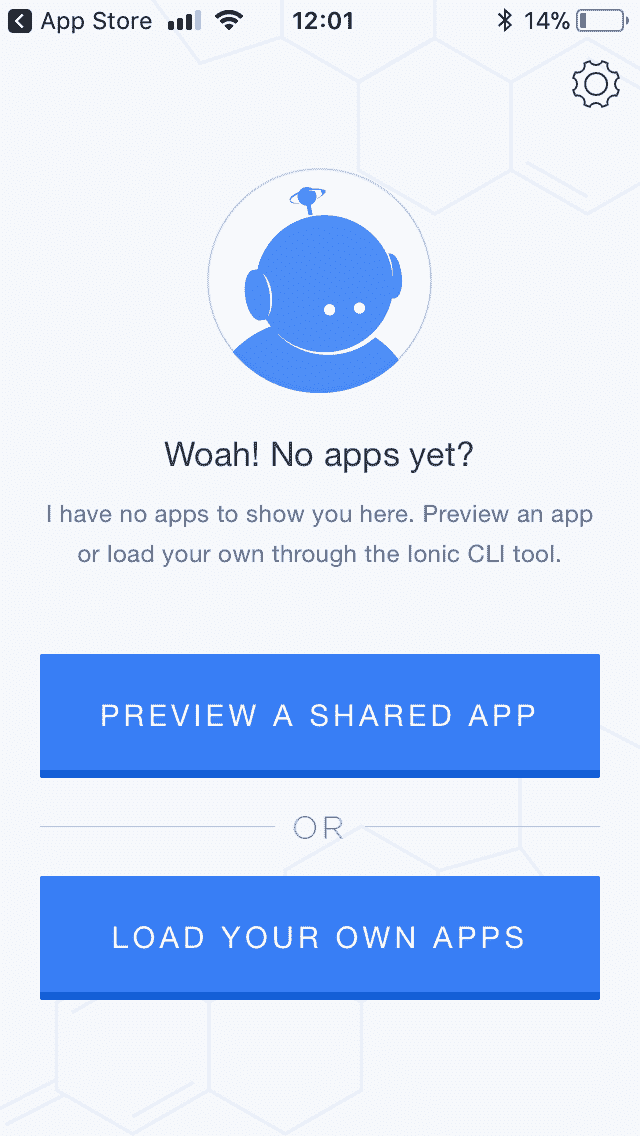 App Store 12:01 14%
Woah! No apps yet?
I have no apps to show you here. Preview an app
or load your own through the Ionic CLI tool.
PREVIEW A SHARED APP
OR
LOAD YOUR OWN APPS